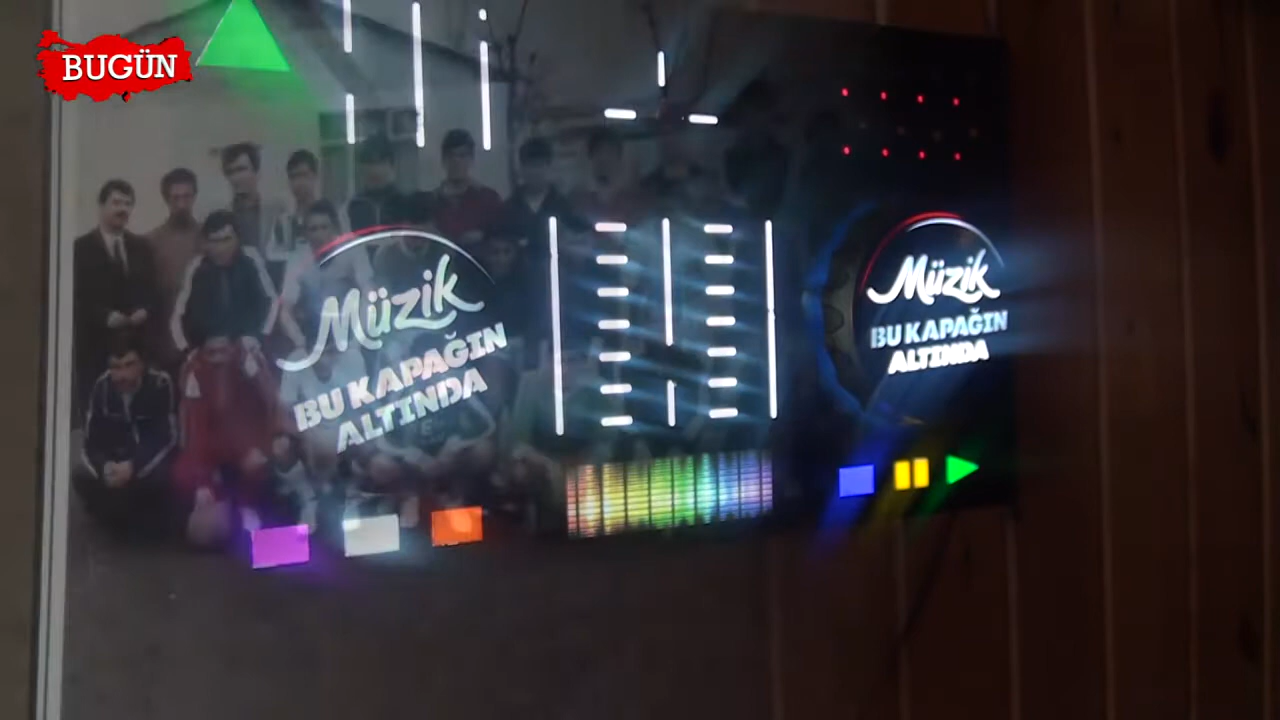 BUGÜN
Müzik
BU KAPAĞIN
ALTINDA
Müzik
BU KAPAĞIN
ALTINDA